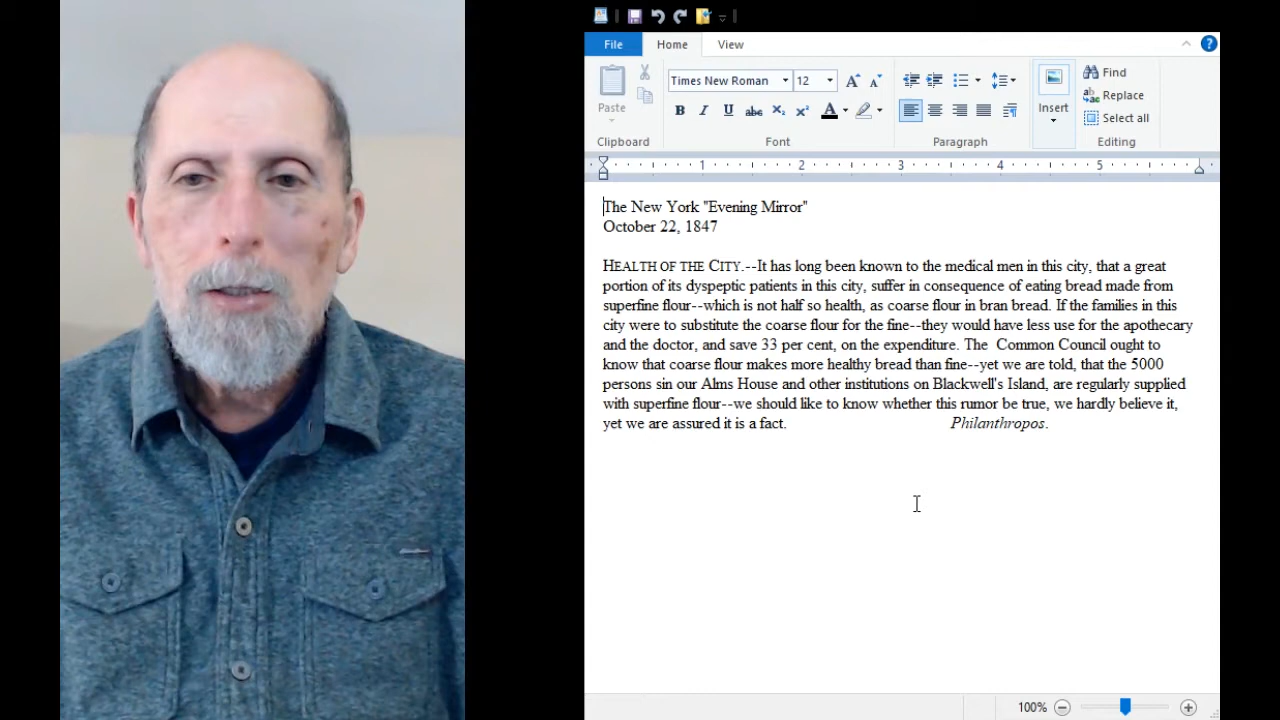 File Home View
Times New Roman 12 Find
Paste Replace
B I U abc X₂ X² A Insert Select all
Clipboard Font Paragraph Editing
1 2 3 4 5
The New York "Evening Mirror"
October 22, 1847
HEALTH OF THE CITY.--It has long been known to the medical men in this city, that a great
portion of its dyspeptic patients in this city, suffer in consequence of eating bread made from
superfine flour--which is not half so health, as coarse flour in bran bread. If the families in this
city were to substitute the coarse flour for the fine--they would have less use for the apothecary
and the doctor, and save 33 per cent, on the expenditure. The  Common Council ought to
know that coarse flour makes more healthy bread than fine--yet we are told, that the 5000
persons sin our Alms House and other institutions on Blackwell's Island, are regularly supplied
with superfine flour--we should like to know whether this rumor be true, we hardly believe it,
yet we are assured it is a fact. Philanthropos.
100%